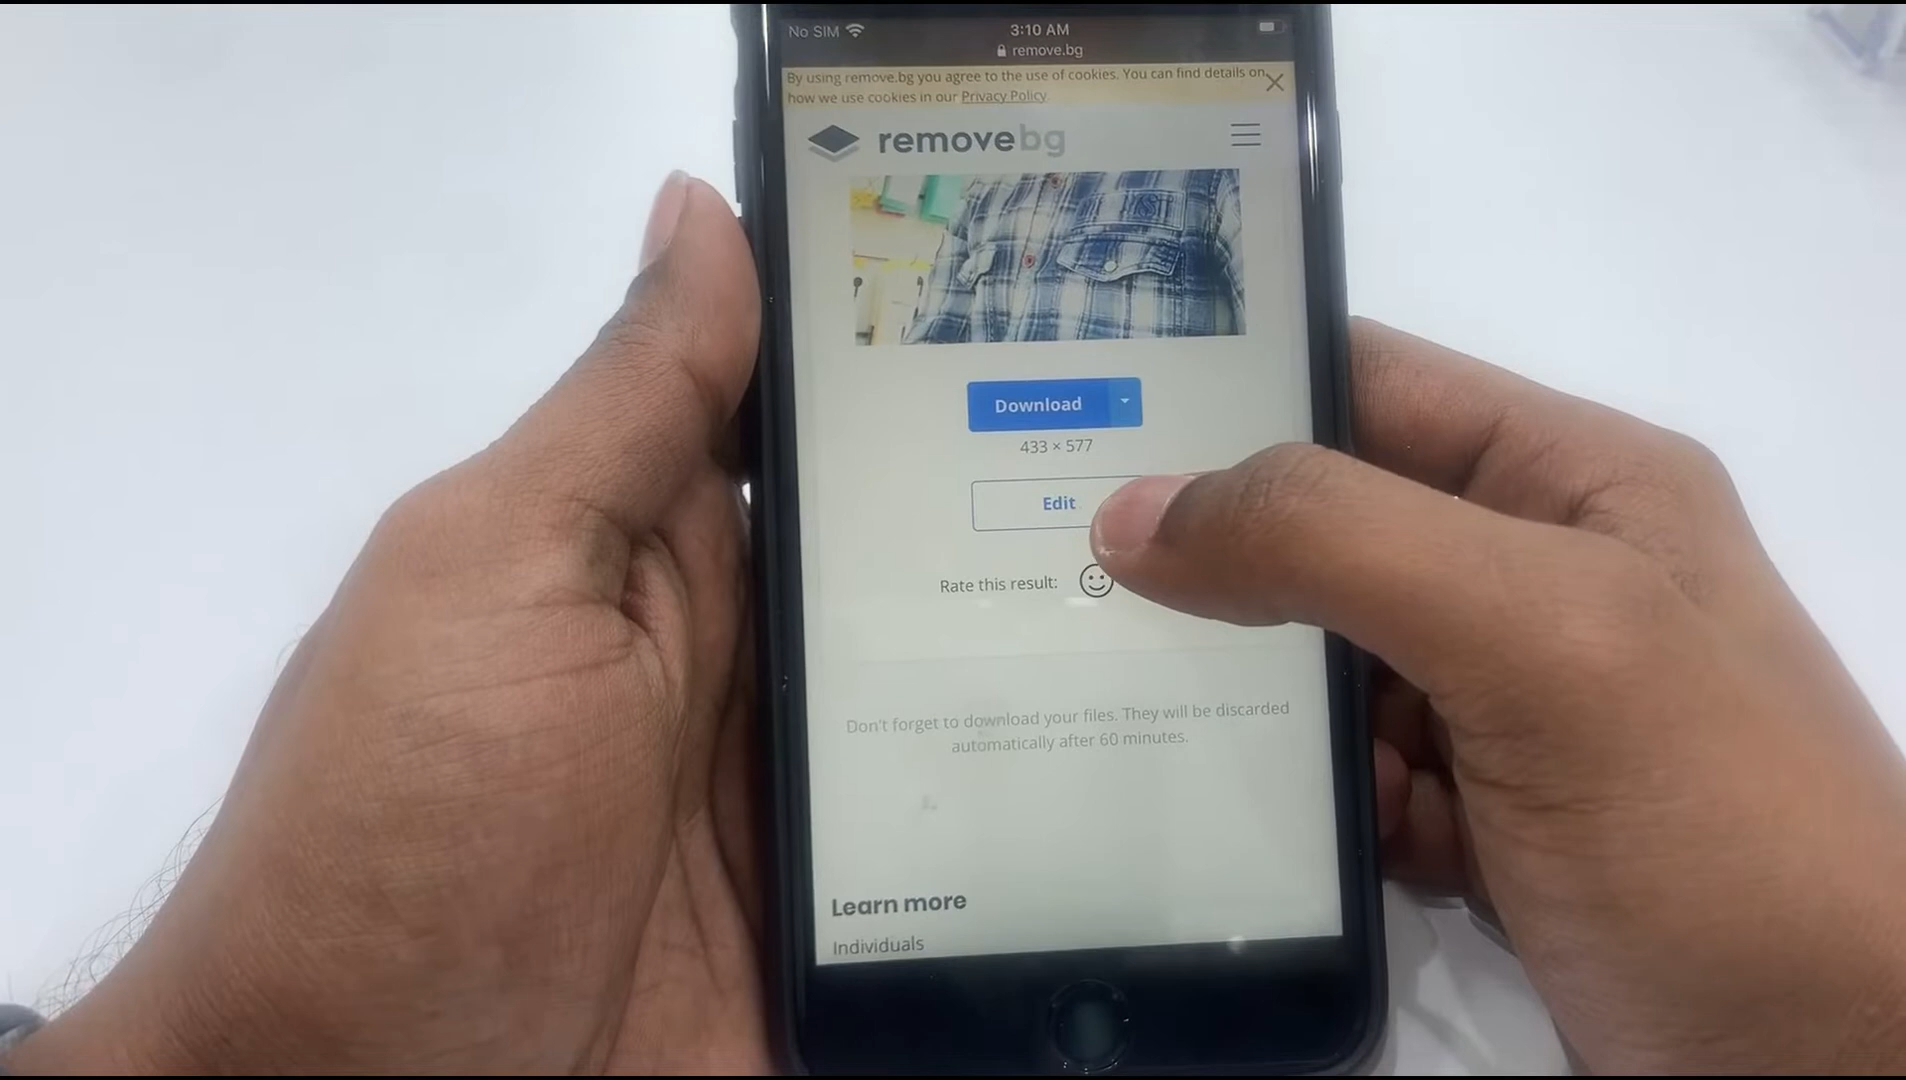 No SIM
3:10 AM
remove.bg
By using remove.bg you agree to the use of cookies. You can find details on
how we use cookies in our Privacy Policy
removebg
Download
433 × 577
Edit
Rate this result:
Don't forget to download your files. They will be discarded
automatically after 60 minutes.
Learn more
Individuals